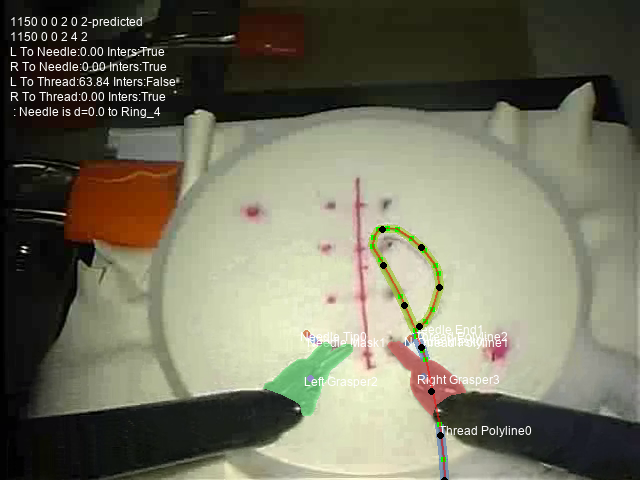 1150 0 0 2 0 2-predicted
1150 0 0 2 4 2
L To Needle:0.00 Inters:True
R To Needle:0.00 Inters:True
L To Thread:63.84 Inters:False
R To Thread:0.00 Inters:True
: Needle is d=0.0 to Ring_4
Needle End1
Needle Tip0
Needle Mask1
Left Grasper2
Right Grasper3
Thread Polyline0